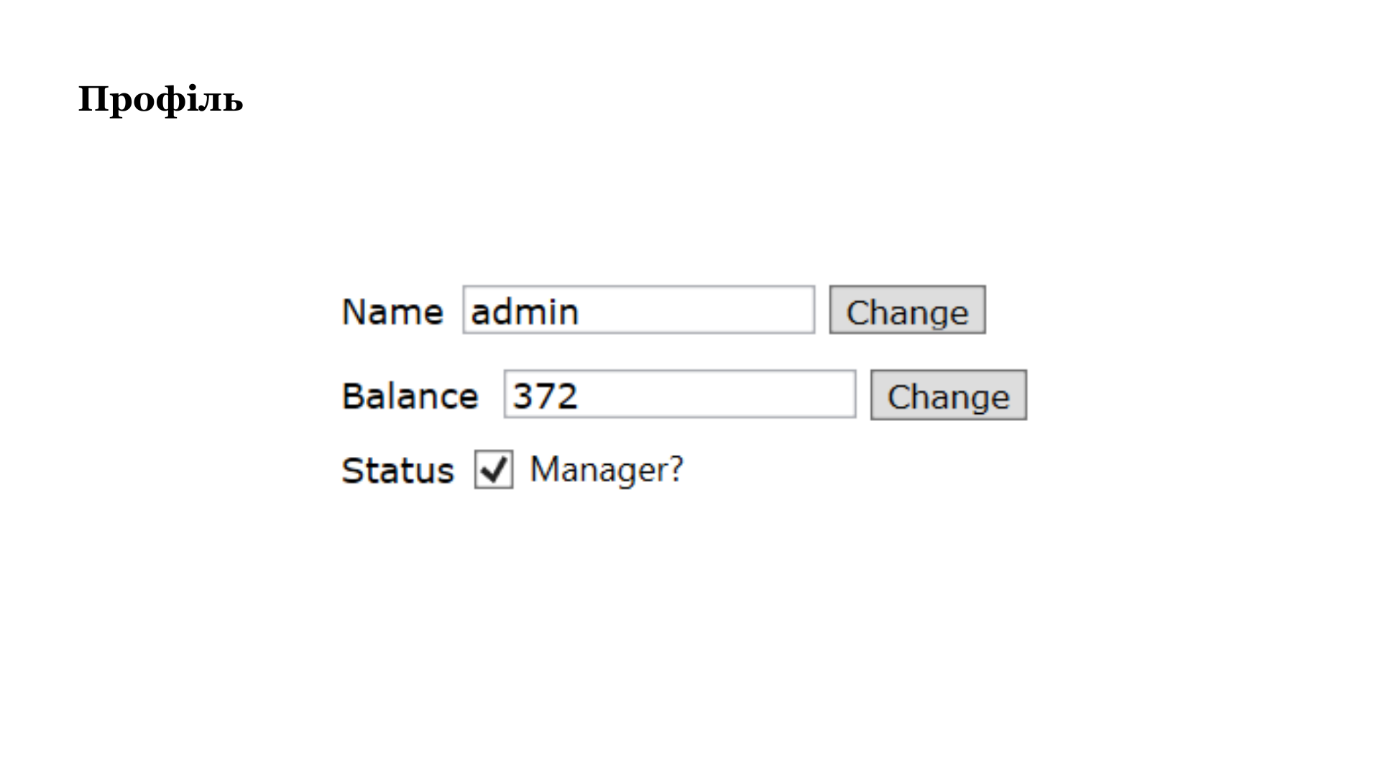 Профіль
Name admin Change
Balance 372 Change
Status Manager?